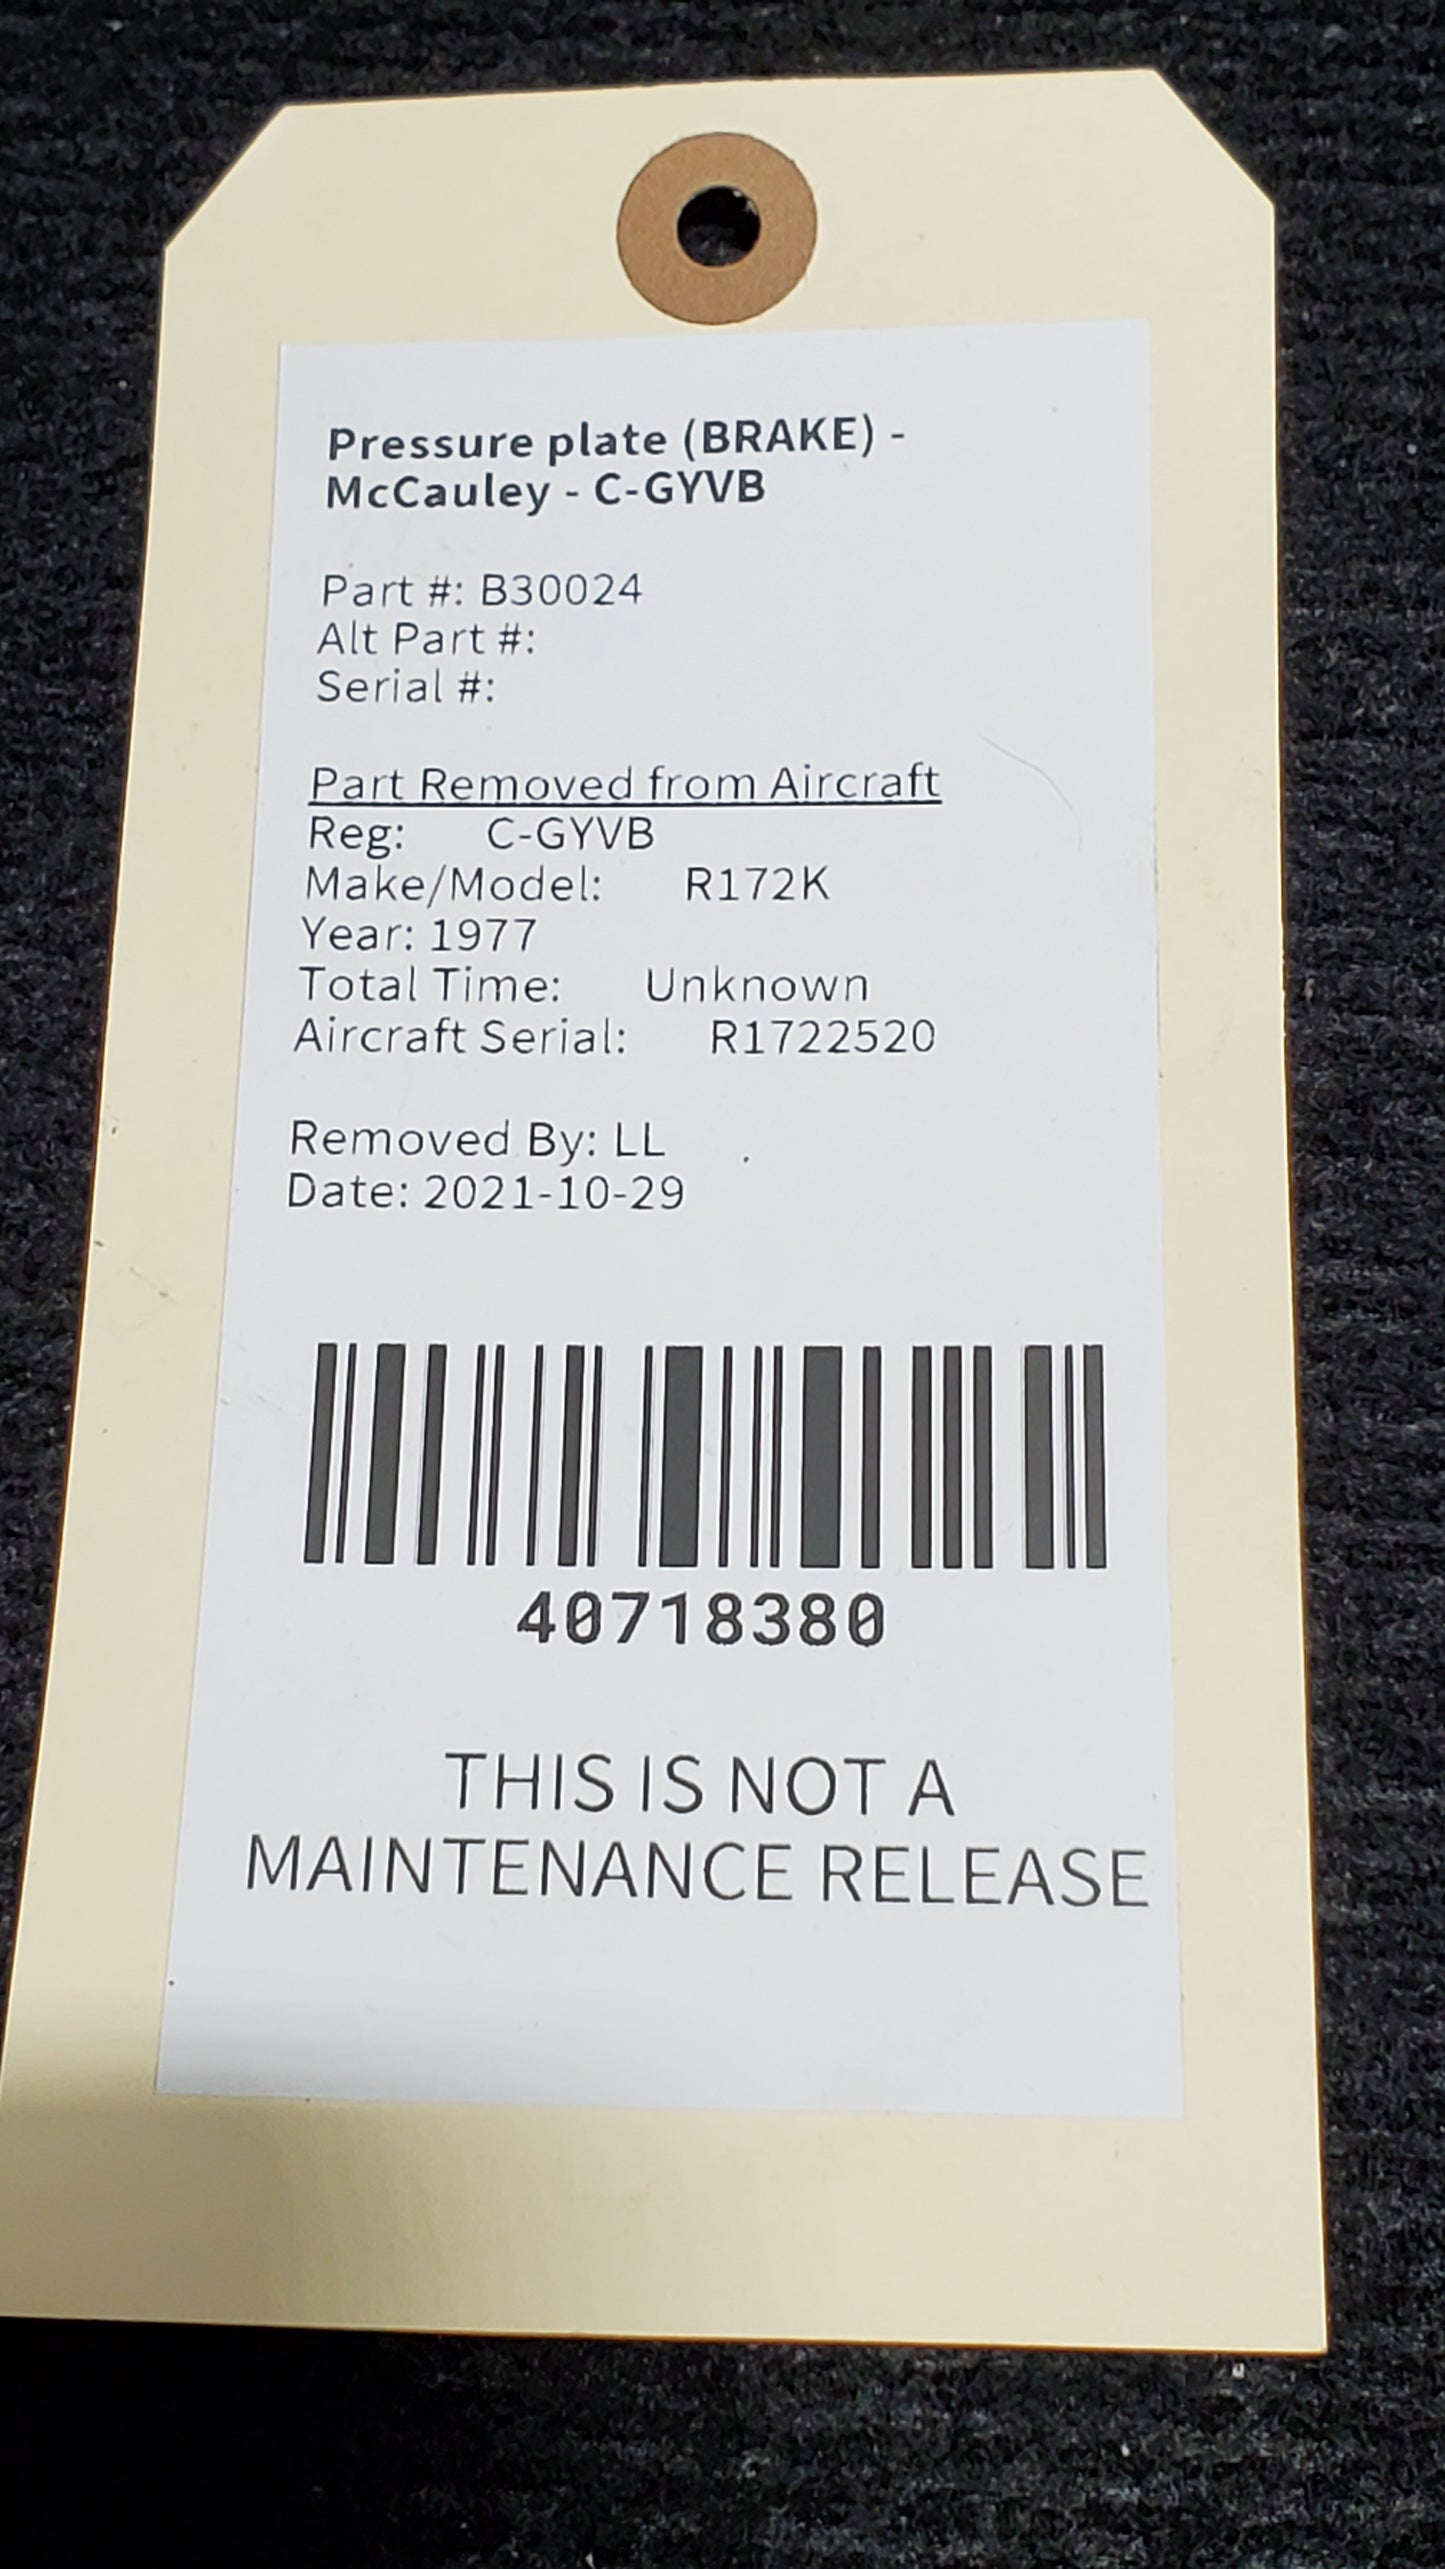 Pressure plate (BRAKE) -
McCauley - C-GYVB
Part #: B30024
Alt Part #:
Serial #:
Part Removed from Aircraft
Reg: C-GYVB
Make/Model: R172K
Year: 1977
Total Time: Unknown
Aircraft Serial: R1722520
Removed By: LL
Date: 2021-10-29
40718380
THIS IS NOT A
MAINTENANCE RELEASE